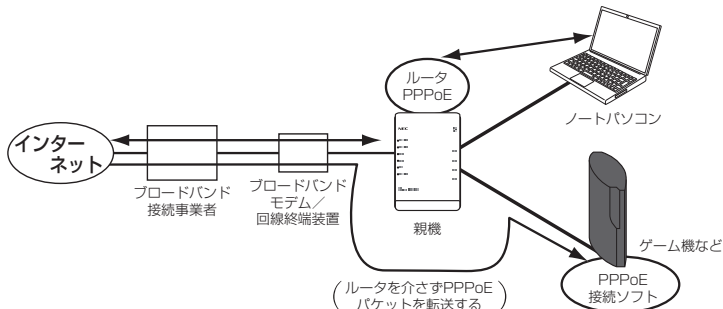 ルータ
PPPoE
ノートパソコン
NEC
インター
ネット
ブロードバンド
接続事業者
ブロードバンド
モデム／
回線終端装置
親機
ゲーム機など
PPPoE
接続ソフト
ルータを介さずPPPoE
パケットを転送する